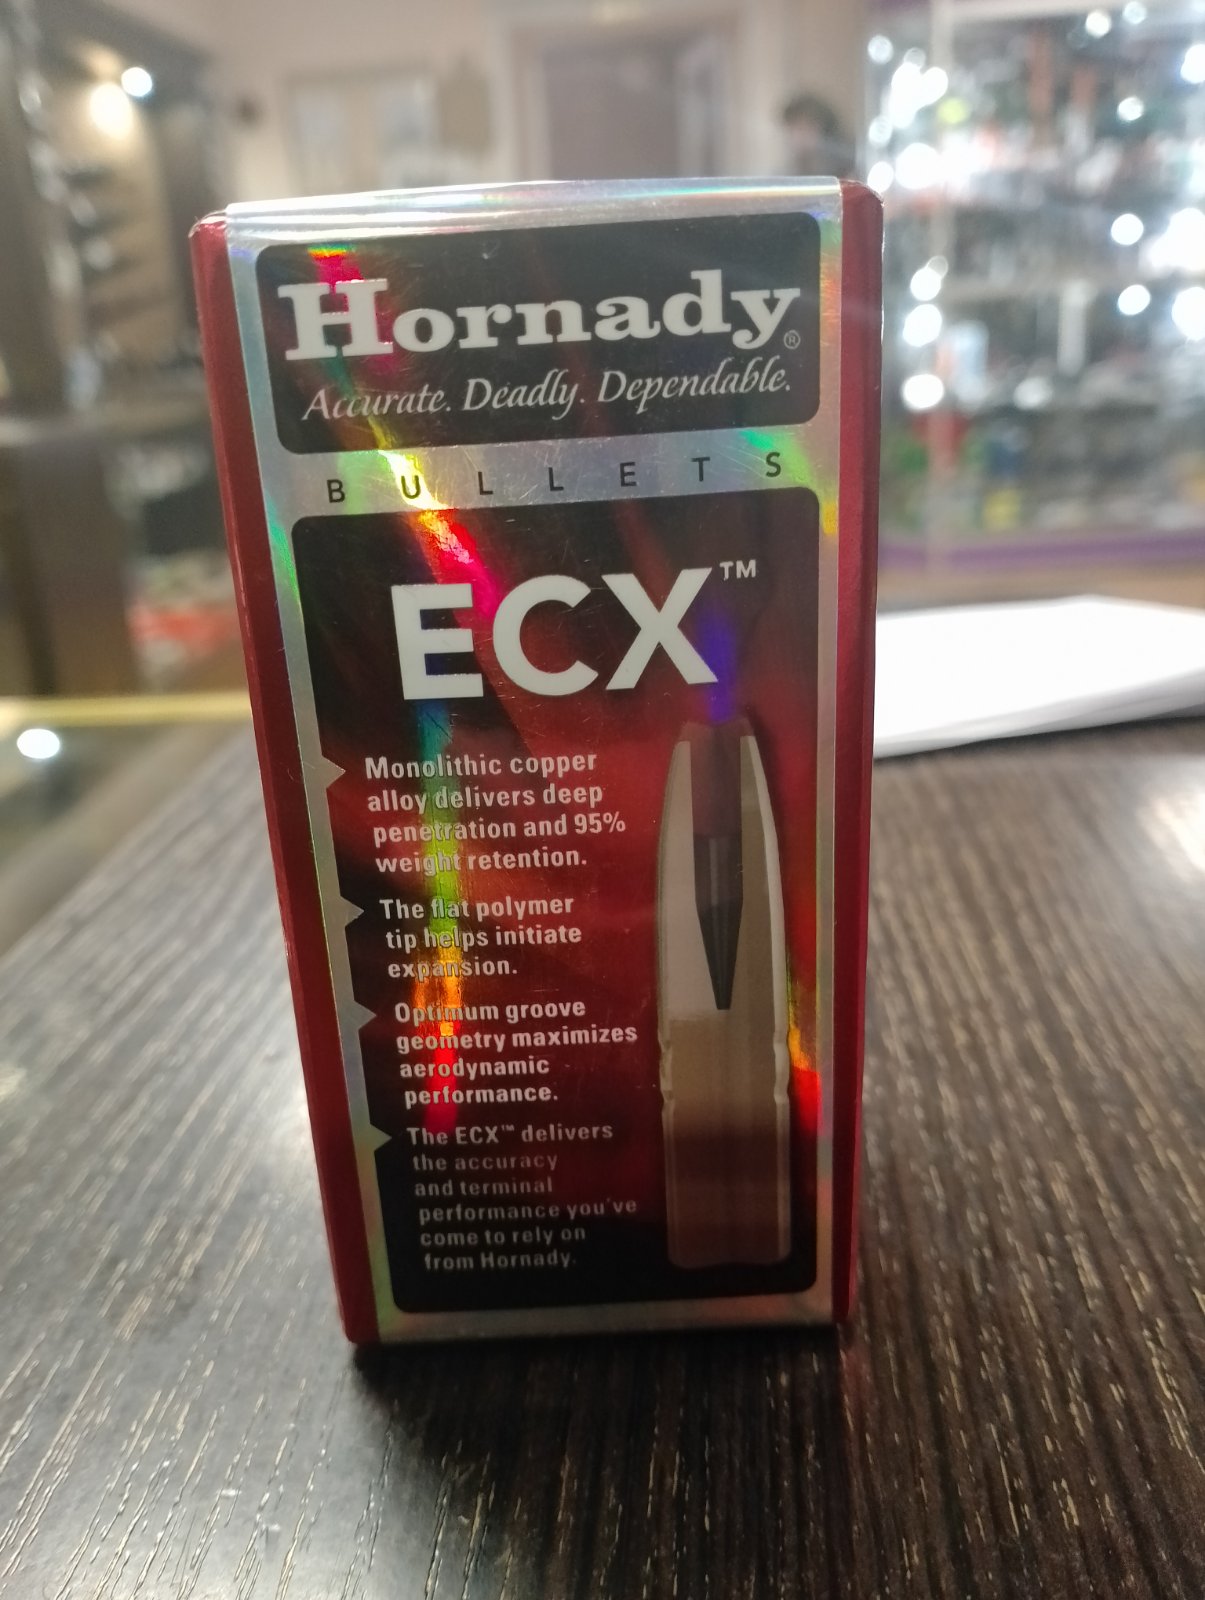 Hornady®
Accurate. Deadly. Dependable.
BULLETS
ECX™
Monolithic copper
alloy delivers deep
penetration and 95%
weight retention.
The flat polymer
tip helps initiate
expansion.
Optimum groove
geometry maximizes
aerodynamic
performance.
The ECX™ delivers
the accuracy
and terminal
performance you've
come to rely on
from Hornady.